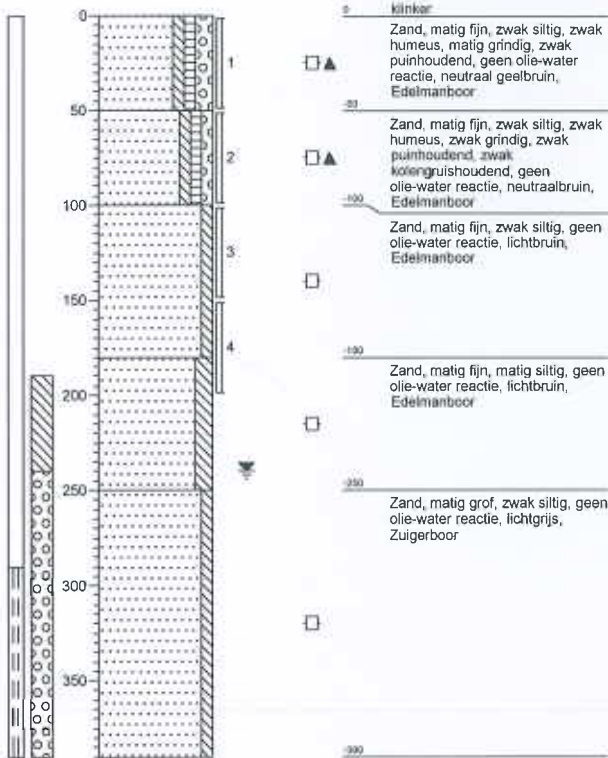 0 klinker
0
Zand, matig fijn, zwak siltig, zwak
humeus, matig grindig, zwak
puinhoudend, geen olie-water
reactie, neutraal geelbruin,
Edelmanboor
1
50
-50
Zand, matig fijn, zwak siltig, zwak
humeus, zwak grindig, zwak
puinhoudend, zwak
kolengruishoudend, geen
olie-water reactie, neutraalbruin,
Edelmanboor
2
100
-100
Zand, matig fijn, zwak siltig, geen
olie-water reactie, lichtbruin,
Edelmanboor
3
150
4
-180
Zand, matig fijn, matig siltig, geen
olie-water reactie, lichtbruin,
Edelmanboor
200
250
-250
Zand, matig grof, zwak siltig, geen
olie-water reactie, lichtgrijs,
Zuigerboor
300
350
-390